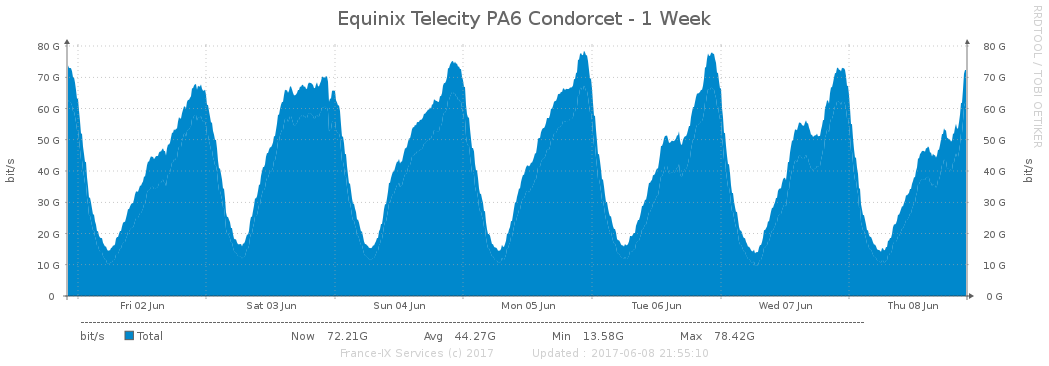 Equinix Telecity PA6 Condorcet - 1 Week
RRDTOOL / TOBI OETIKER
bit/s
80 G
70 G
60 G
50 G
40 G
30 G
20 G
10 G
0
80 G
70 G
60 G
50 G
40 G
30 G
20 G
10 G
0 G
bit/s
Fri 02 Jun Sat 03 Jun Sun 04 Jun Mon 05 Jun Tue 06 Jun Wed 07 Jun Thu 08 Jun
bit/s Total Now 72.21G Avg 44.27G Min 13.58G Max 78.42G
France-IX Services (c) 2017 Updated : 2017-06-08 21:55:10